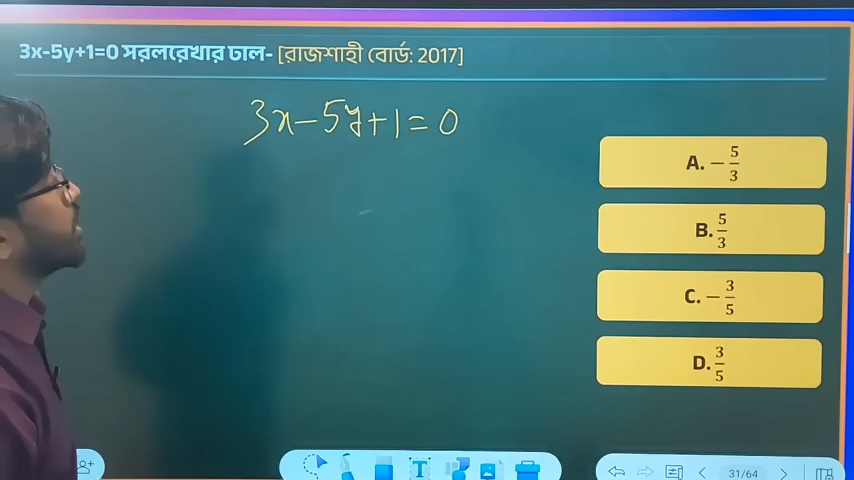 3x-5y+1=0 সরলরেখার ঢাল- [রাজশাহী বোর্ড: 2017]
3x-5y+1=0
A. -5/3
B. 5/3
C. -3/5
D. 3/5
T
31/64